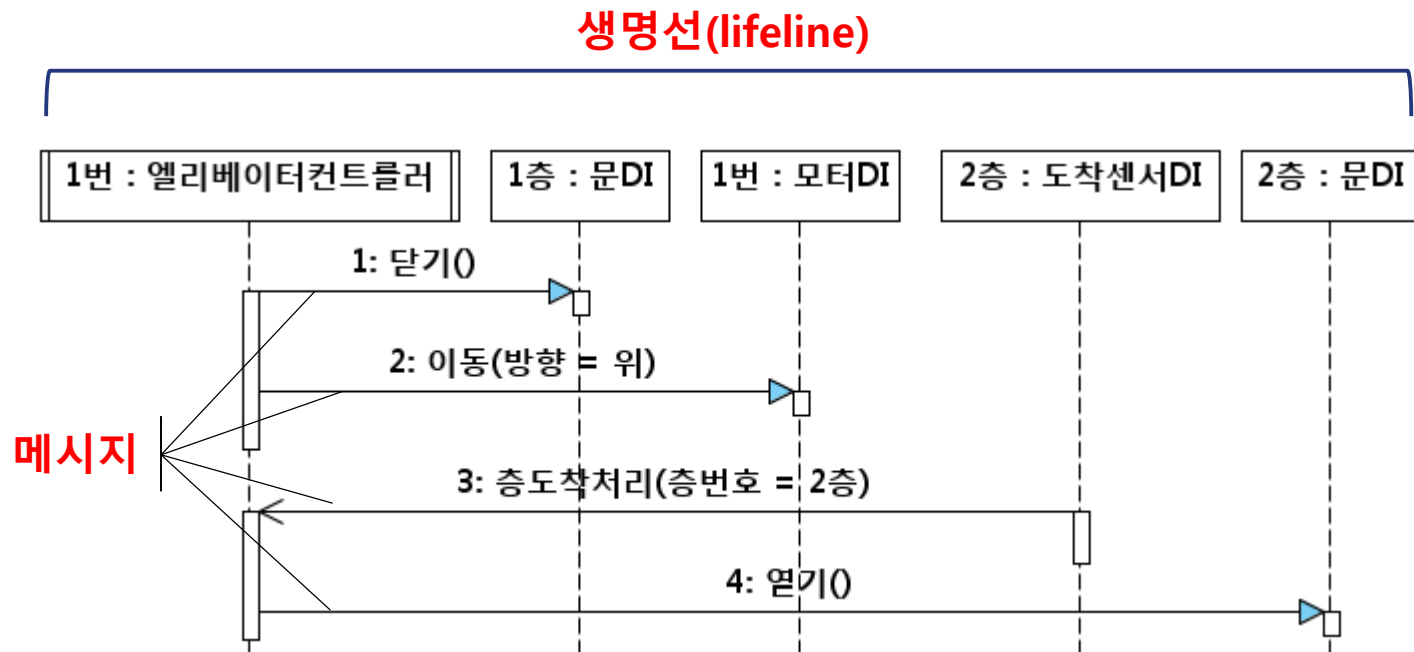 생명선(lifeline)
1번 : 엘리베이터컨트롤러
1층 : 문DI
1번 : 모터DI
2층 : 도착센서DI
2층 : 문DI
1: 닫기()
2: 이동(방향 = 위)
메시지
3: 층도착처리(층번호 = 2층)
4: 열기()